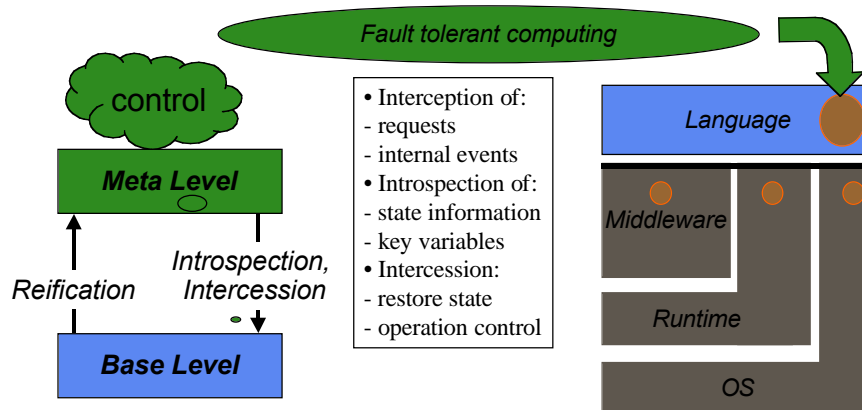 Fault tolerant computing
control
Meta Level
Reification
Introspection,
Intercession
Base Level
• Interception of:
- requests
- internal events
• Introspection of:
- state information
- key variables
• Intercession:
- restore state
- operation control
Language
Middleware
Runtime
OS